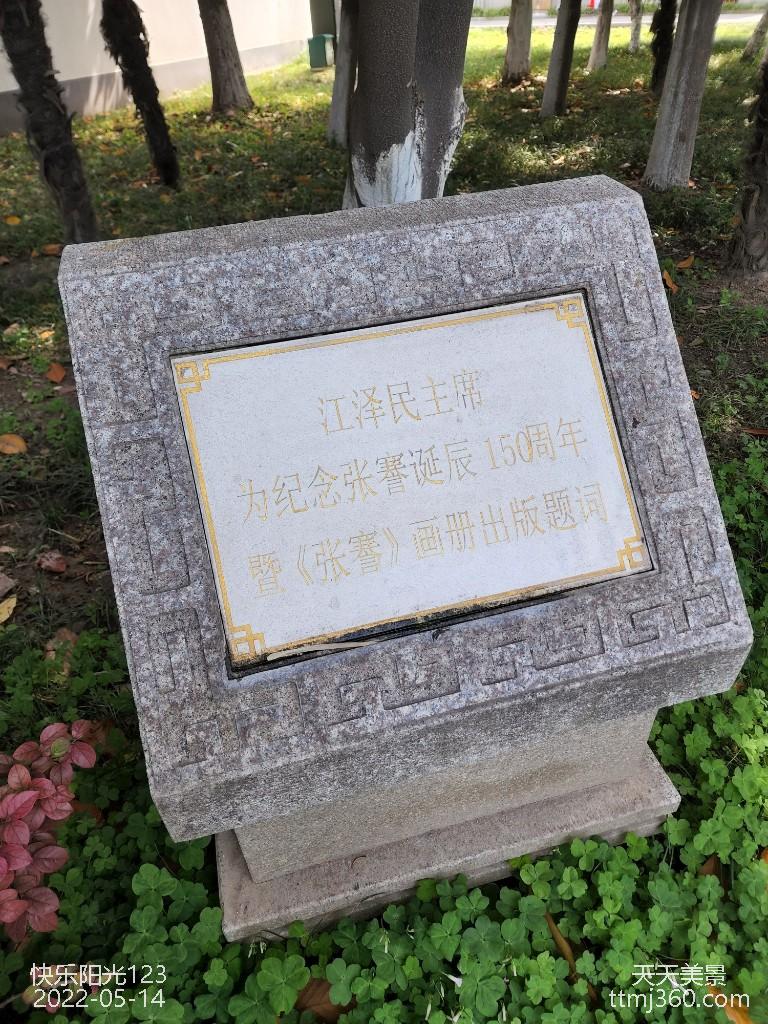 江泽民主席
为纪念张謇诞辰150周年
暨《张謇》画册出版题词
快乐阳光123
2022-05-14
天天美景
ttmj360.com